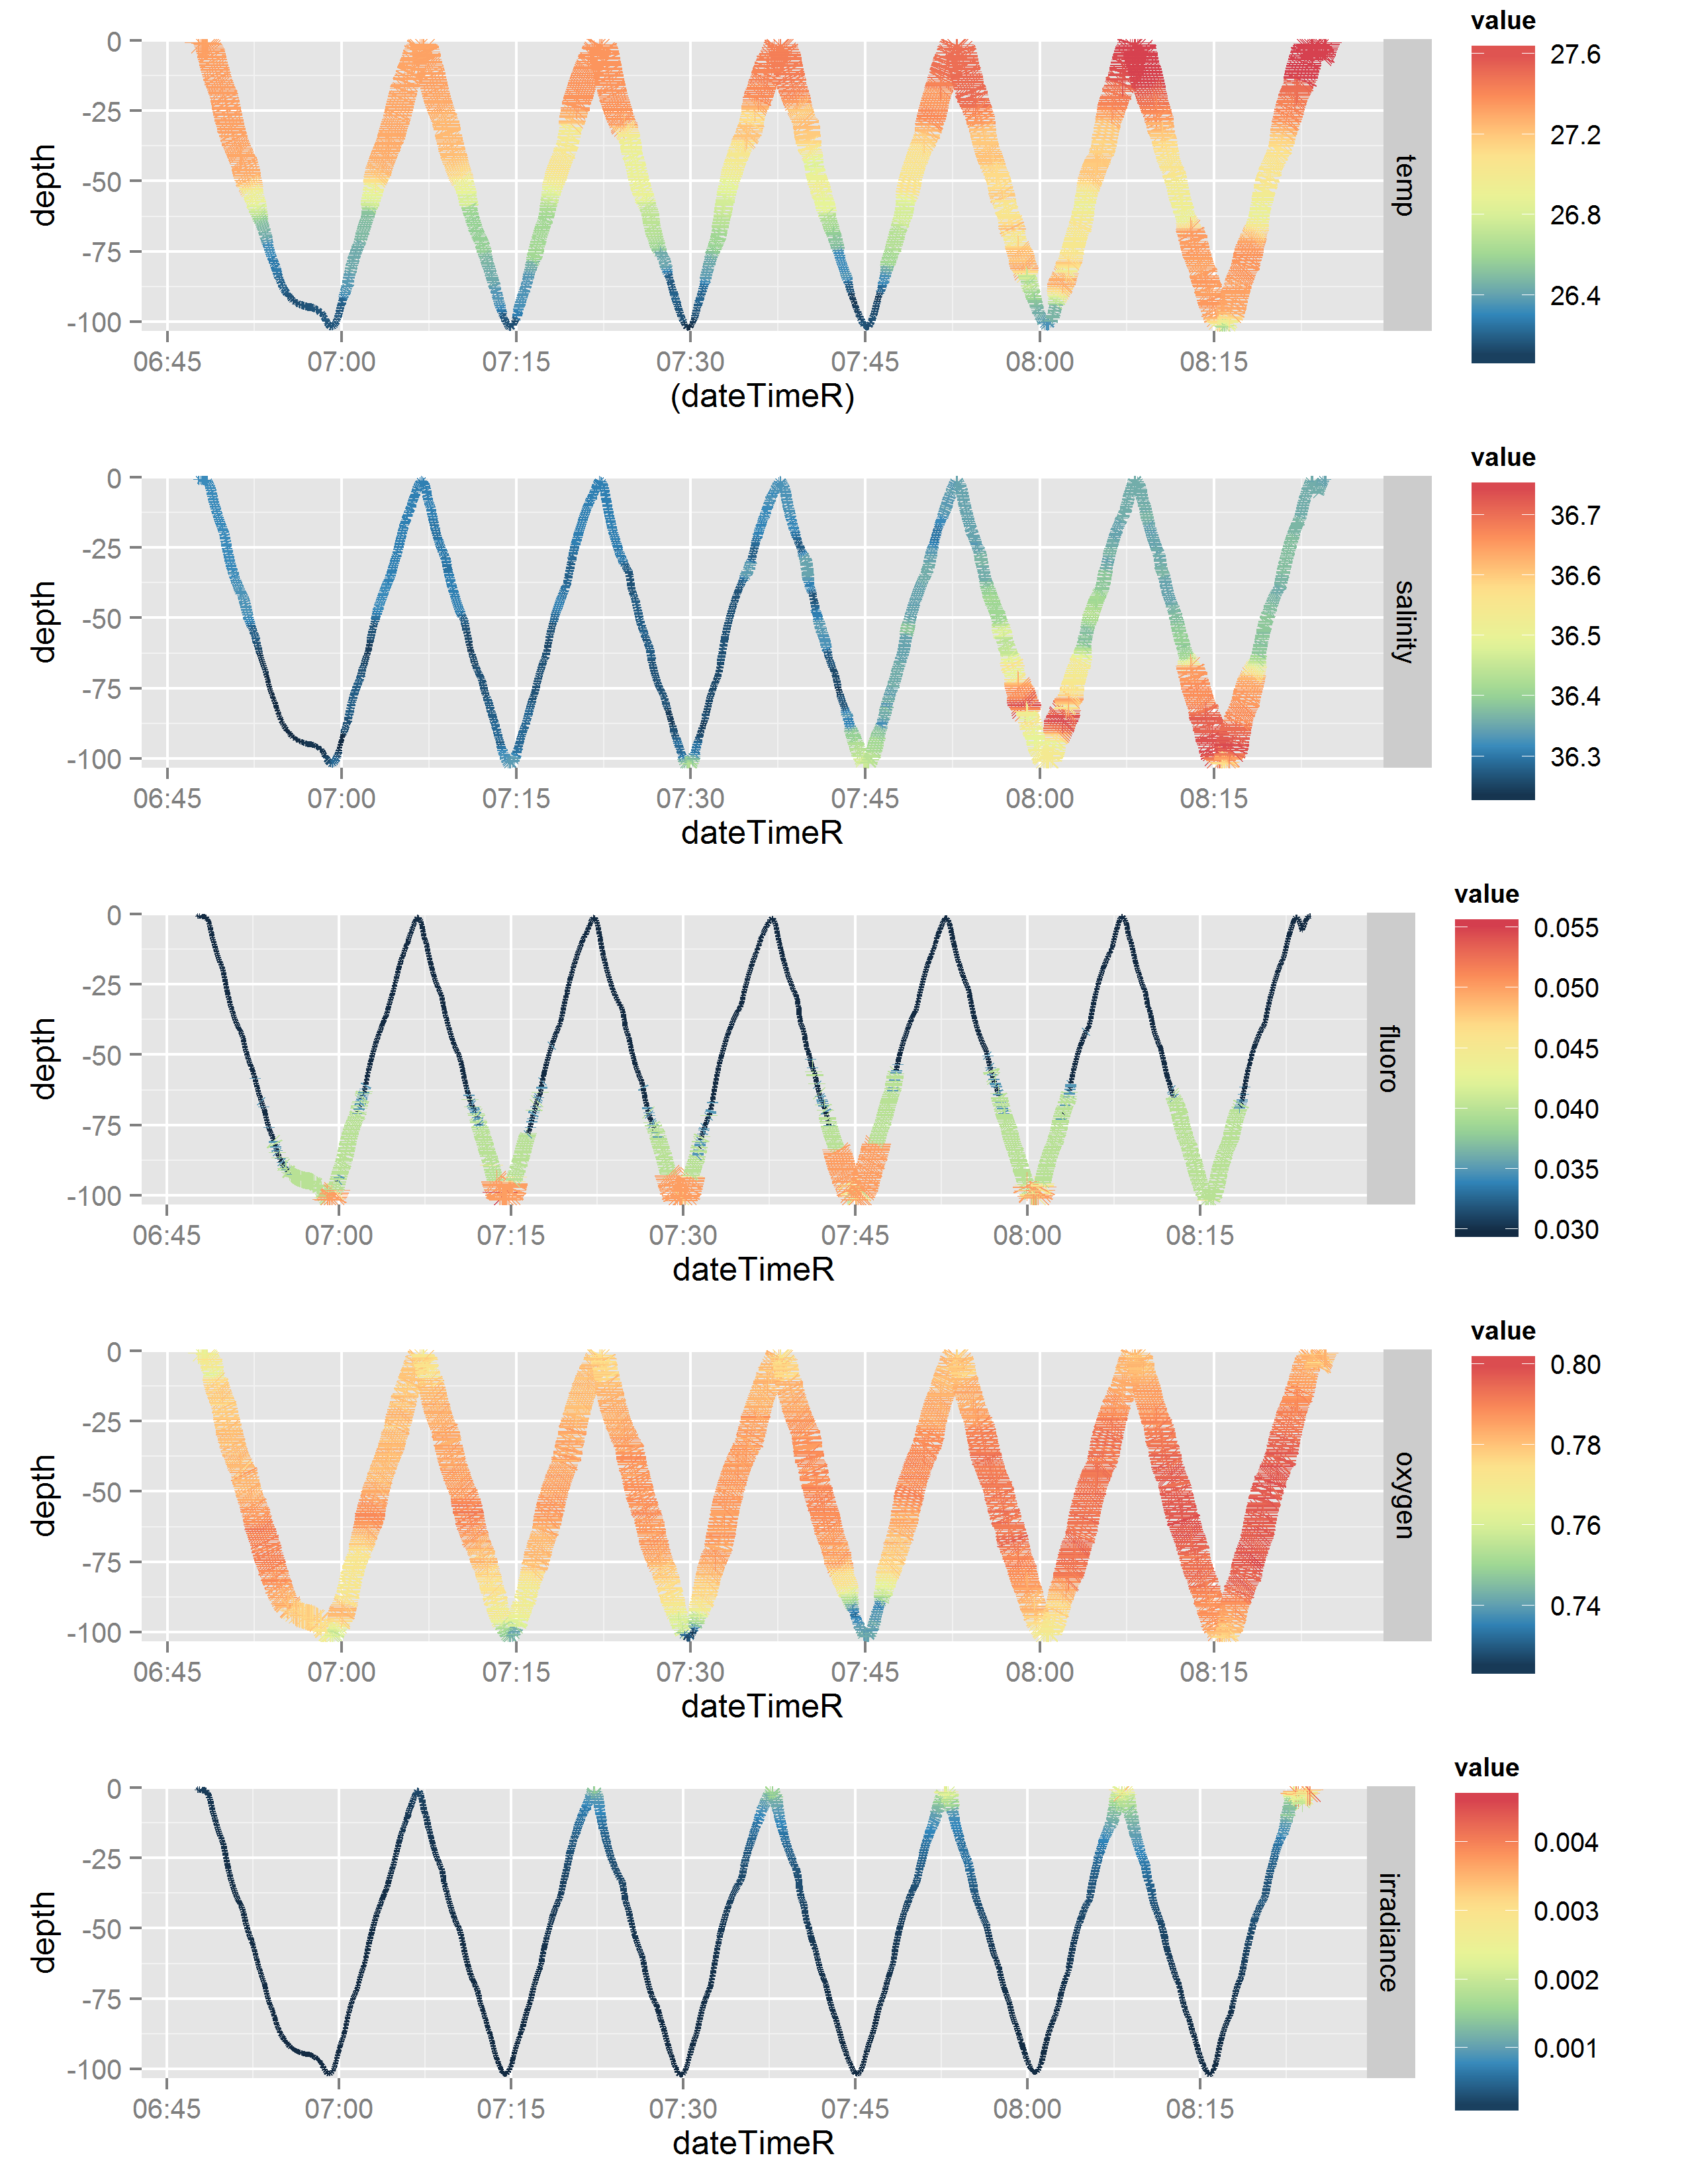 value
0
-25
-50
-75
-100
depth
temp
27.6
27.2
26.8
26.4
06:45 07:00 07:15 07:30 07:45 08:00 08:15
(dateTimeR)
value
0
-25
-50
-75
-100
depth
salinity
36.7
36.6
36.5
36.4
36.3
06:45 07:00 07:15 07:30 07:45 08:00 08:15
dateTimeR
value
0
-25
-50
-75
-100
depth
fluoro
0.055
0.050
0.045
0.040
0.035
0.030
06:45 07:00 07:15 07:30 07:45 08:00 08:15
dateTimeR
value
0
-25
-50
-75
-100
depth
oxygen
0.80
0.78
0.76
0.74
06:45 07:00 07:15 07:30 07:45 08:00 08:15
dateTimeR
value
0
-25
-50
-75
-100
depth
irradiance
0.004
0.003
0.002
0.001
06:45 07:00 07:15 07:30 07:45 08:00 08:15
dateTimeR